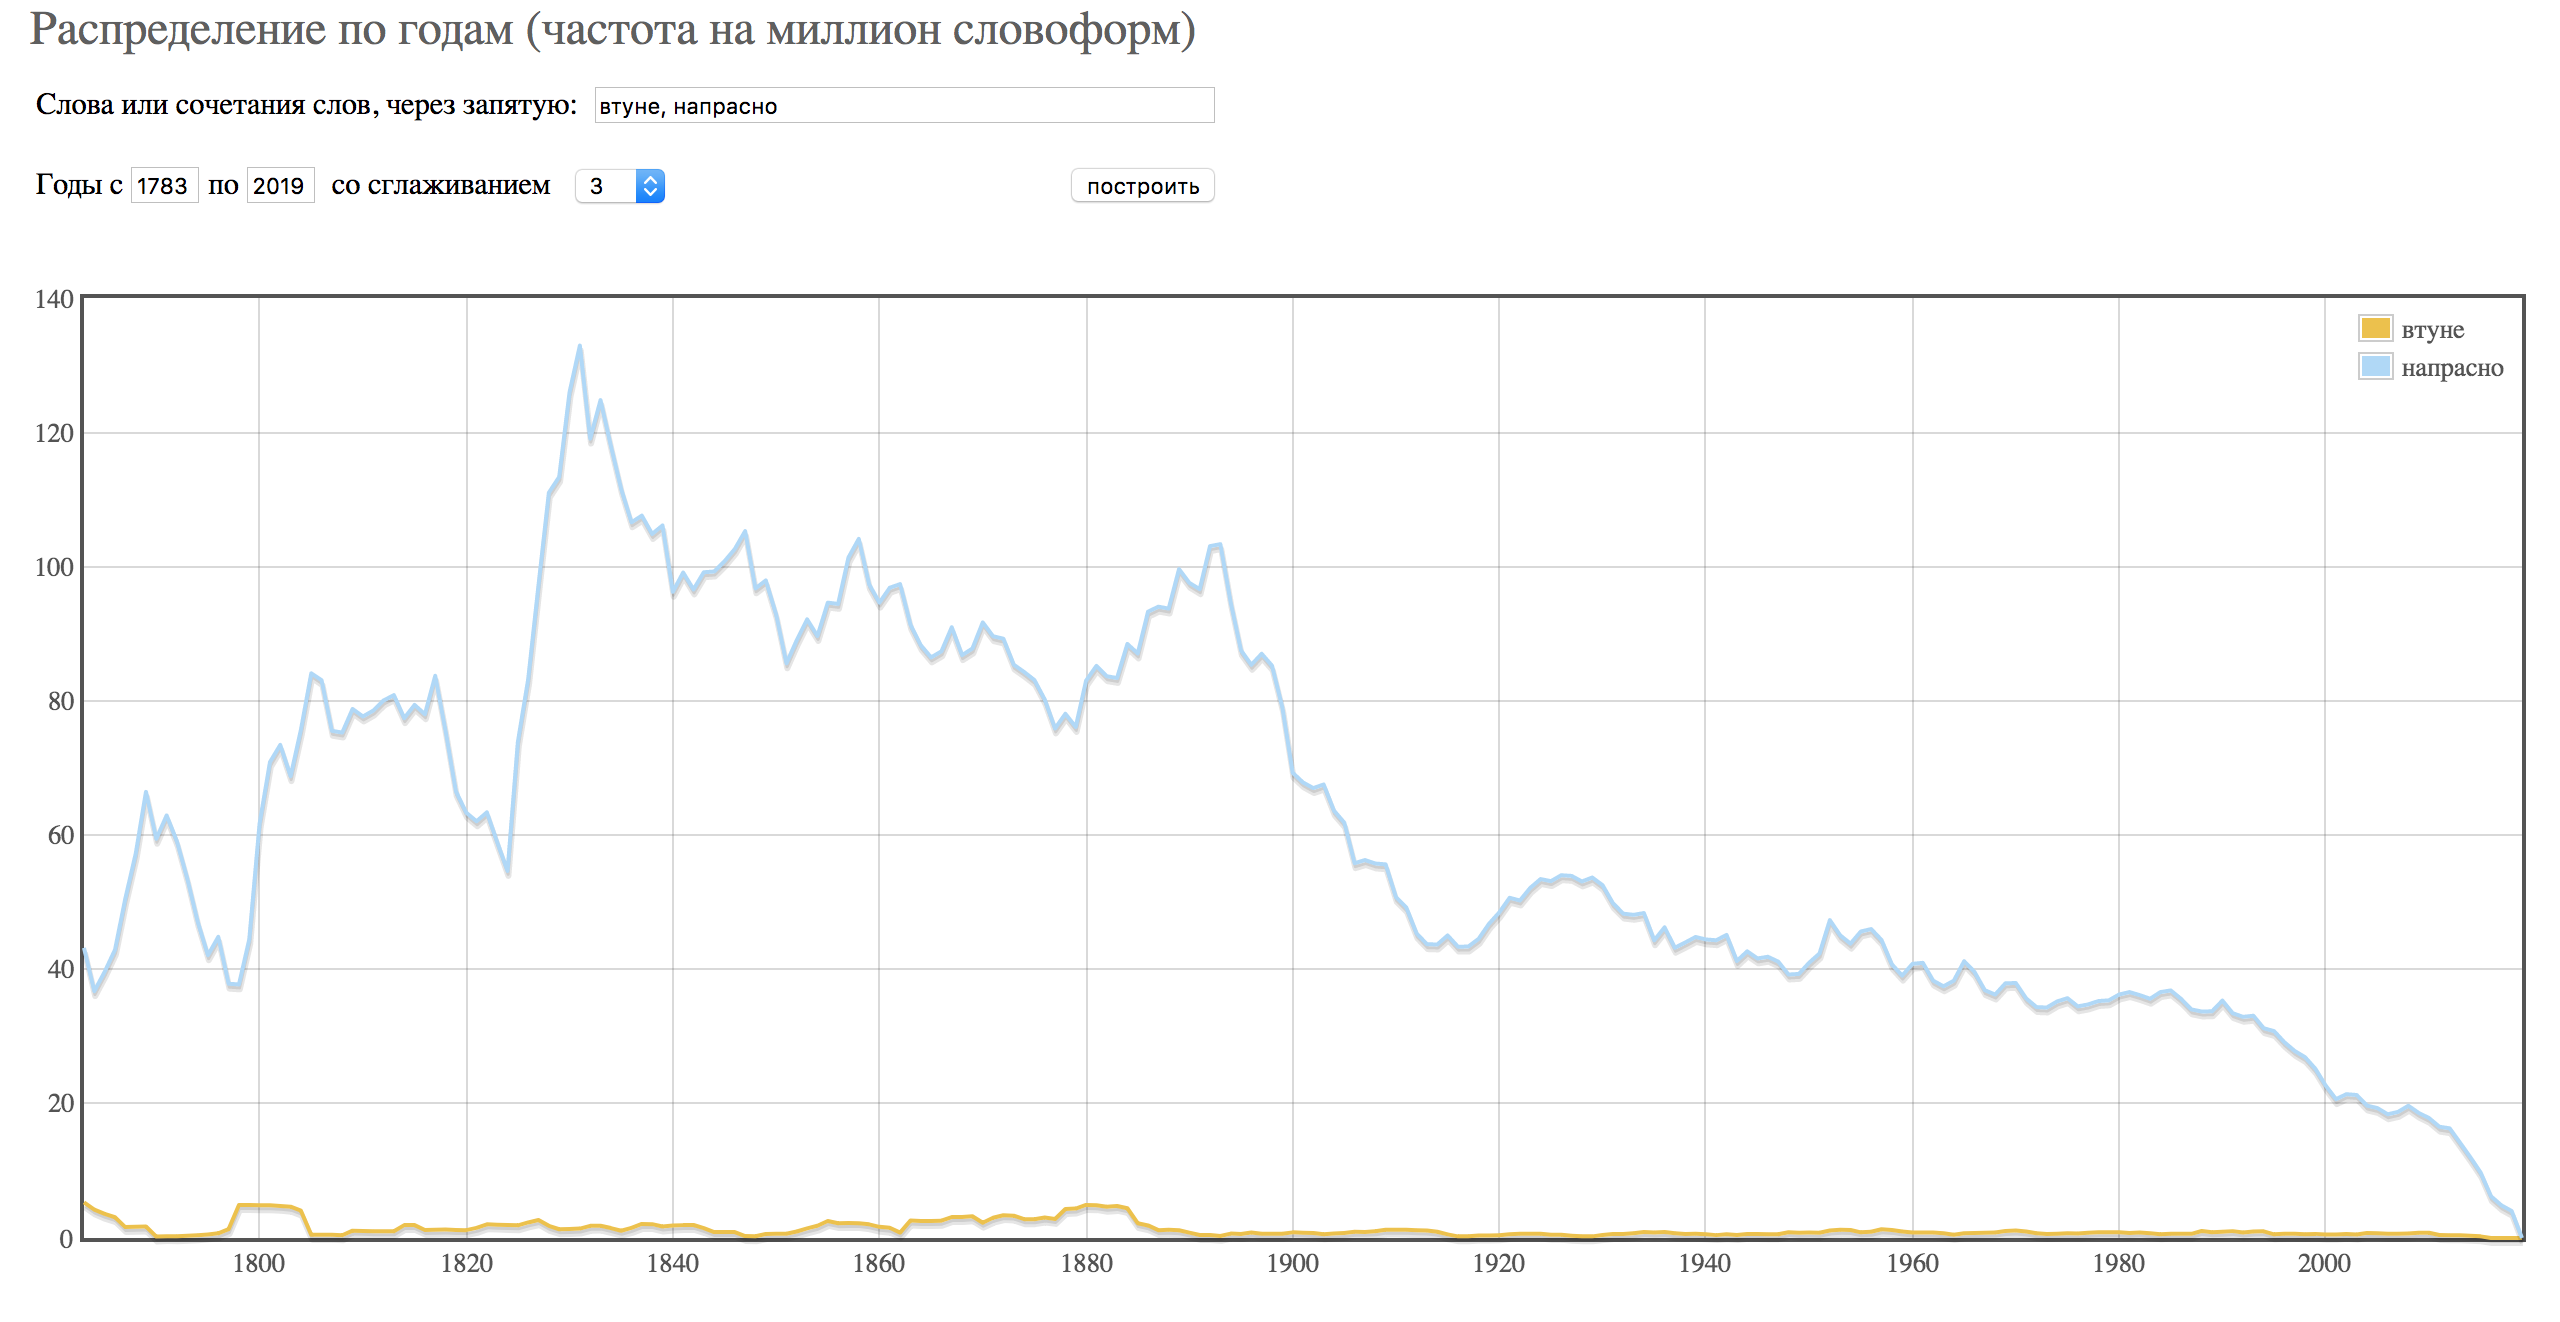 Распределение по годам (частота на миллион словоформ)
Слова или сочетания слов, через запятую: втуне, напрасно
Годы с 1783 по 2019 со сглаживанием 3 построить
140
втуне
напрасно
120
100
80
60
40
20
0
1800 1820 1840 1860 1880 1900 1920 1940 1960 1980 2000